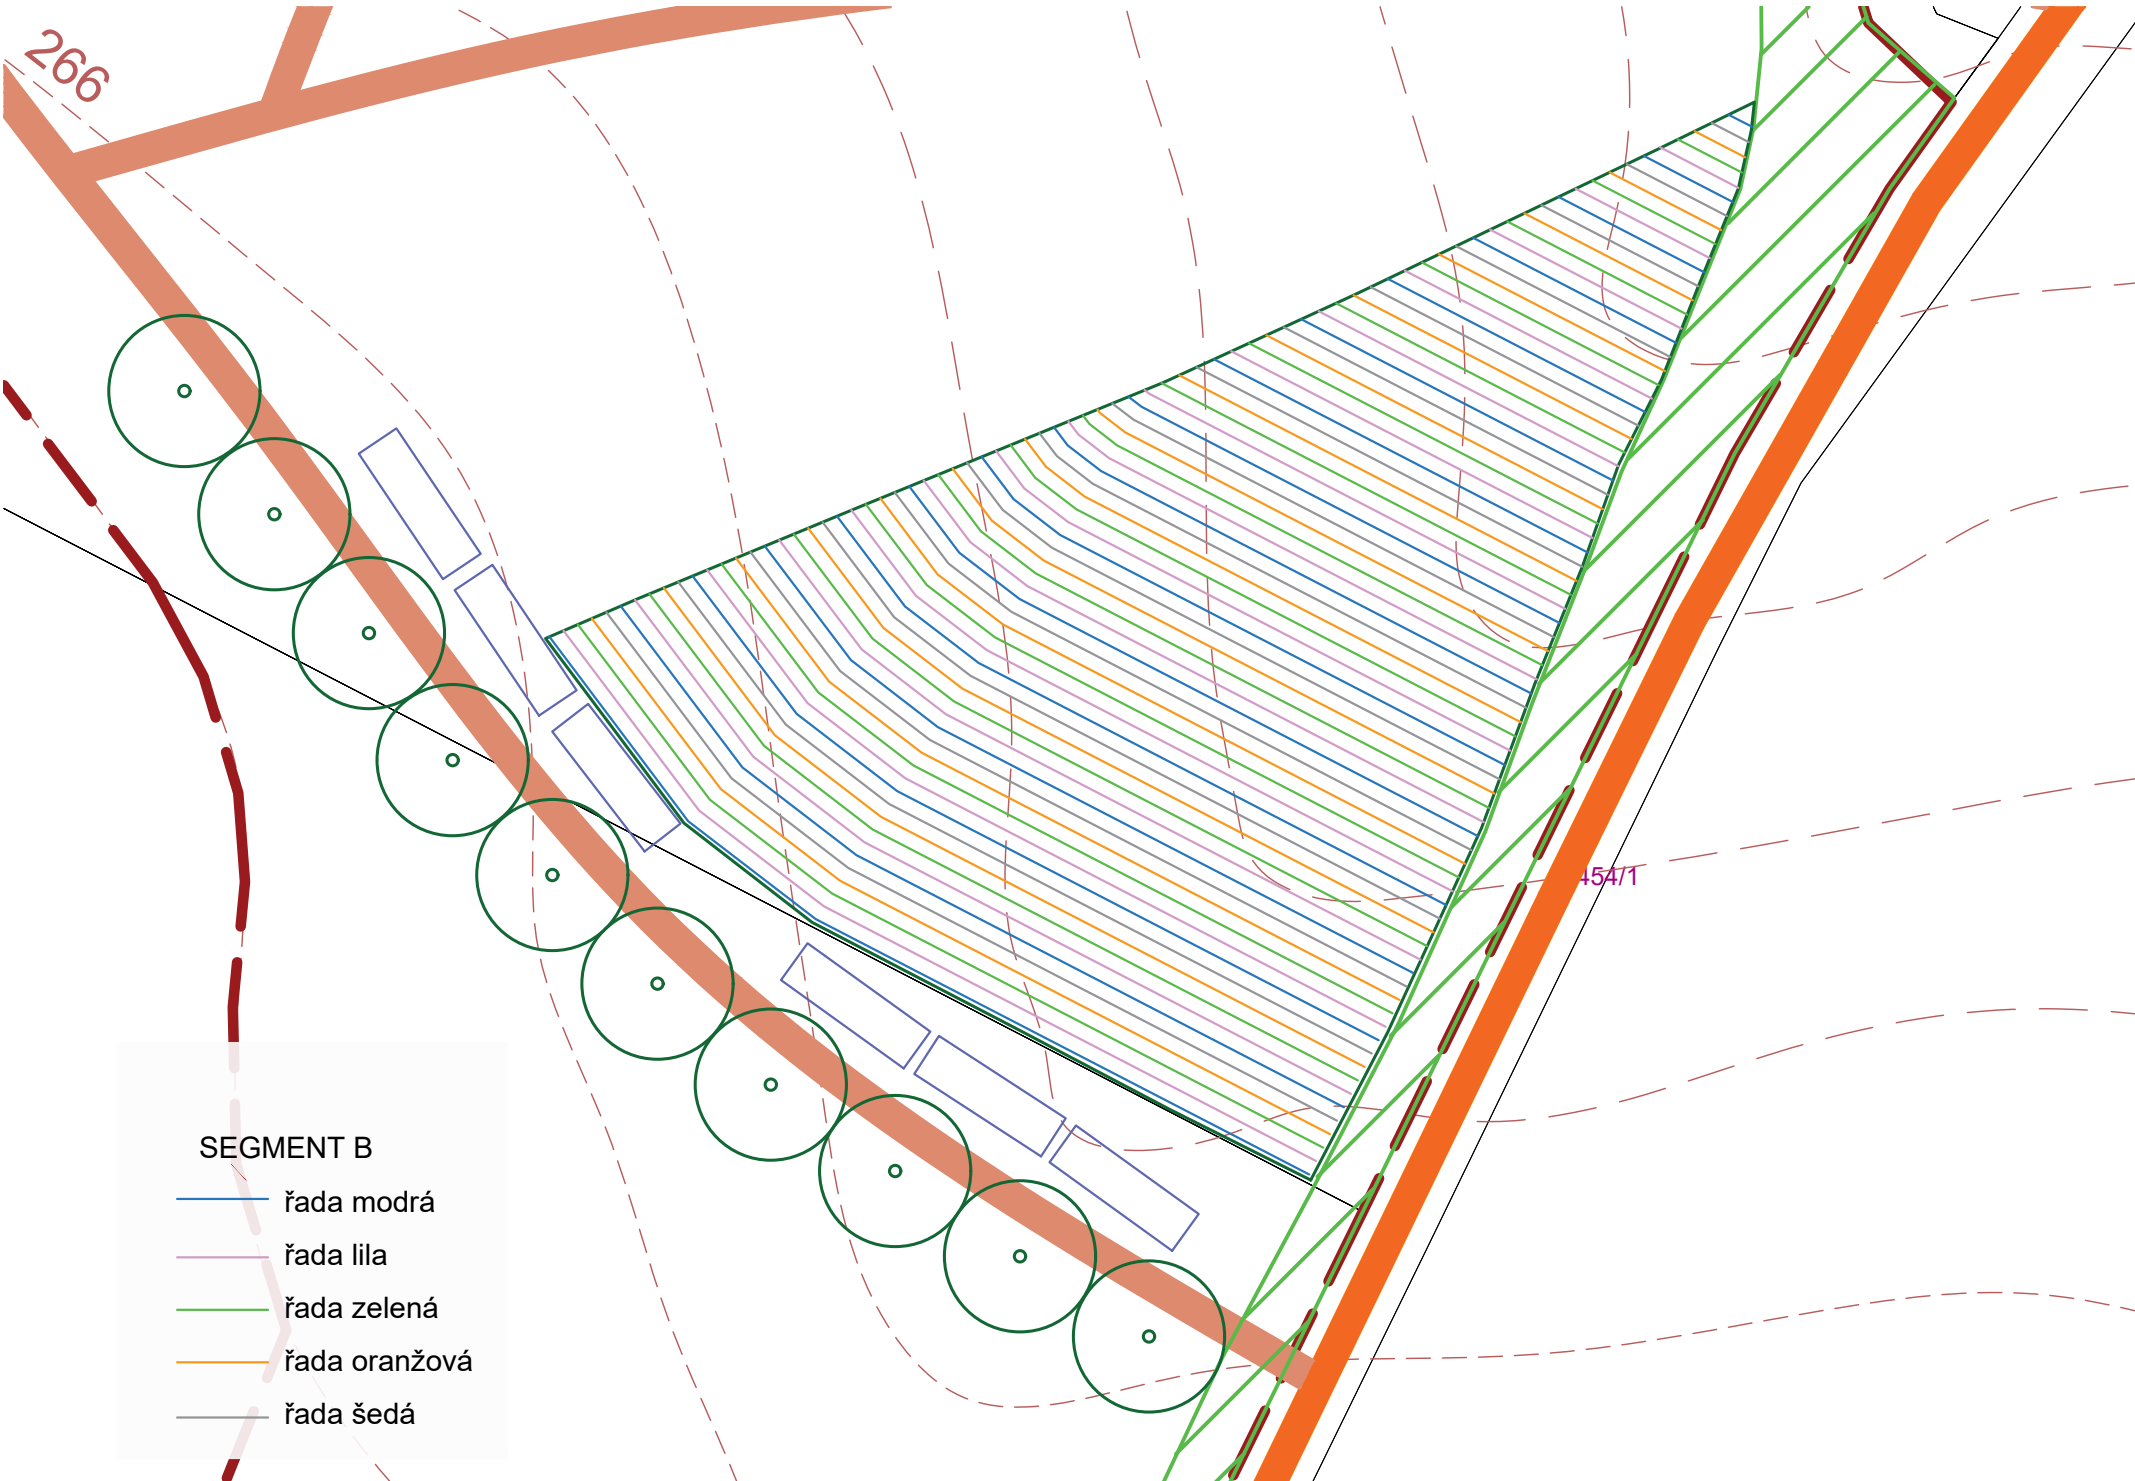 266
454/1
SEGMENT B
řada modrá
řada lila
řada zelená
řada oranžová
řada šedá